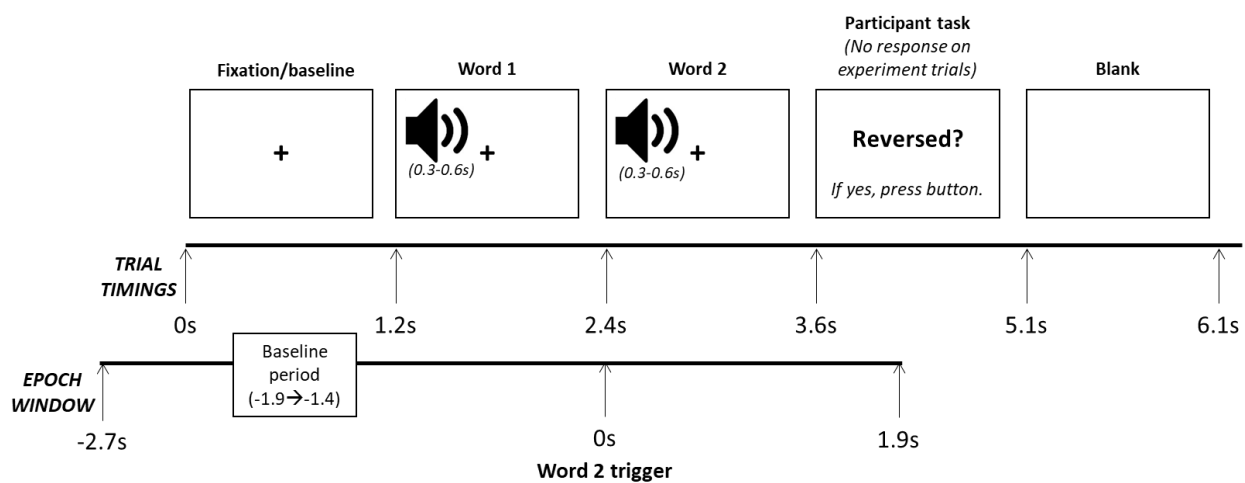 Participant task
(No response on
experiment trials)
Fixation/baseline
Word 1
Word 2
Blank
+
(0.3-0.6s)
+
(0.3-0.6s)
+
Reversed?
If yes, press button.
TRIAL
TIMINGS
0s
1.2s
2.4s
3.6s
5.1s
6.1s
EPOCH
WINDOW
Baseline
period
(-1.9→-1.4)
-2.7s
0s
1.9s
Word 2 trigger